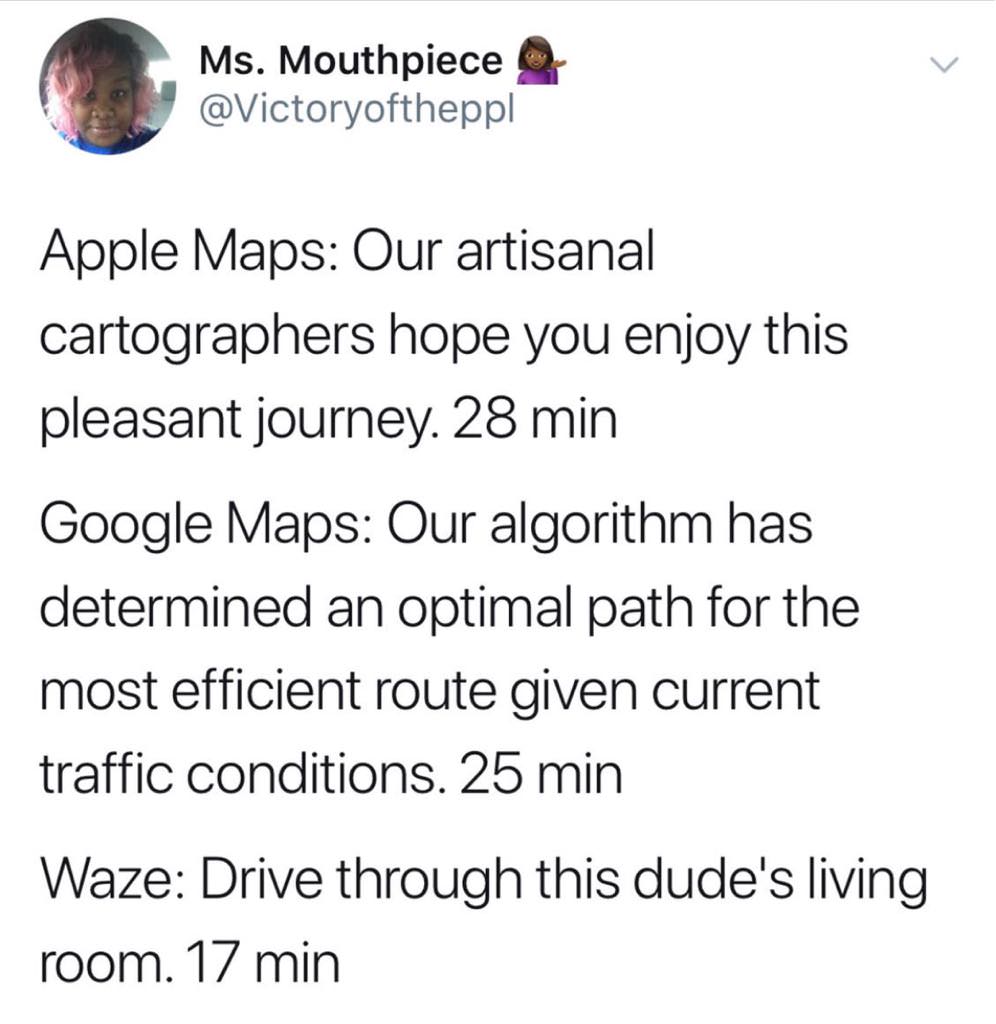 Ms. Mouthpiece 💁🏾‍♀️
@Victoryoftheppl
Apple Maps: Our artisanal
cartographers hope you enjoy this
pleasant journey. 28 min
Google Maps: Our algorithm has
determined an optimal path for the
most efficient route given current
traffic conditions. 25 min
Waze: Drive through this dude's living
room. 17 min